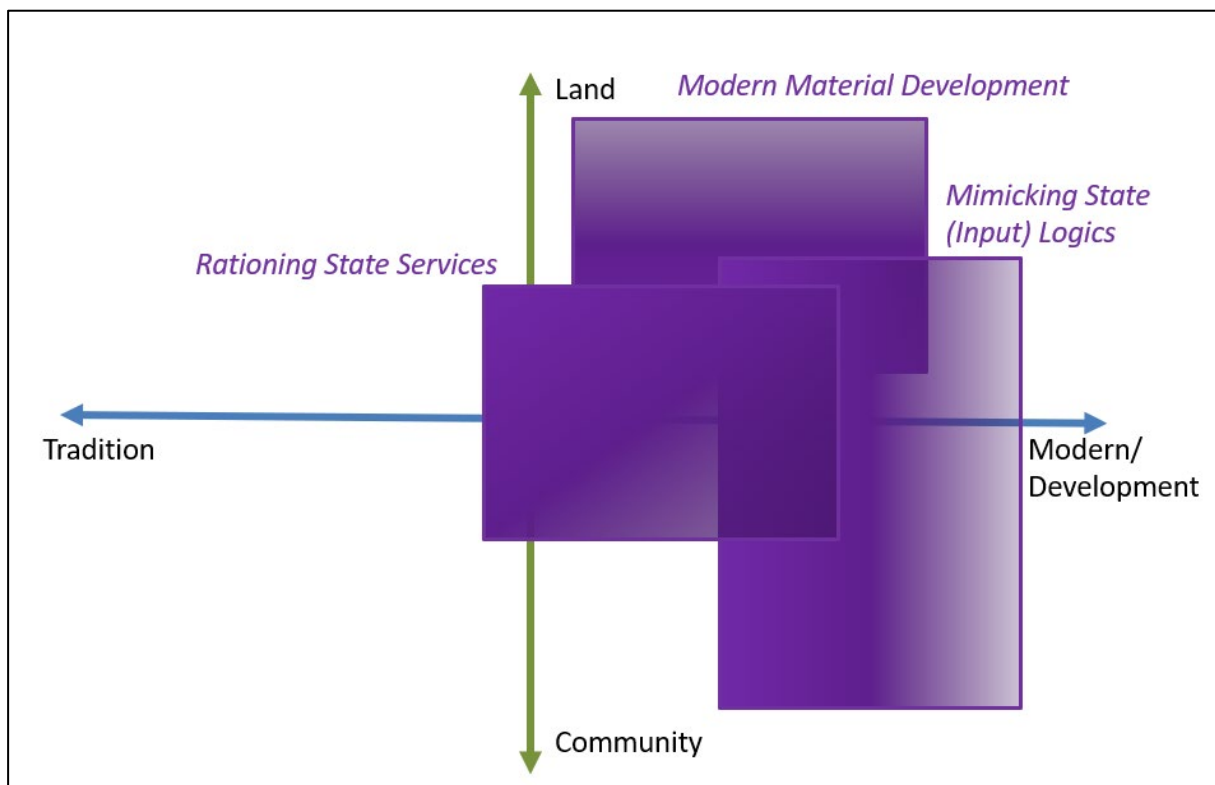 Land
Modern Material Development
Mimicking State
(Input) Logics
Rationing State Services
Tradition
Modern/
Development
Community